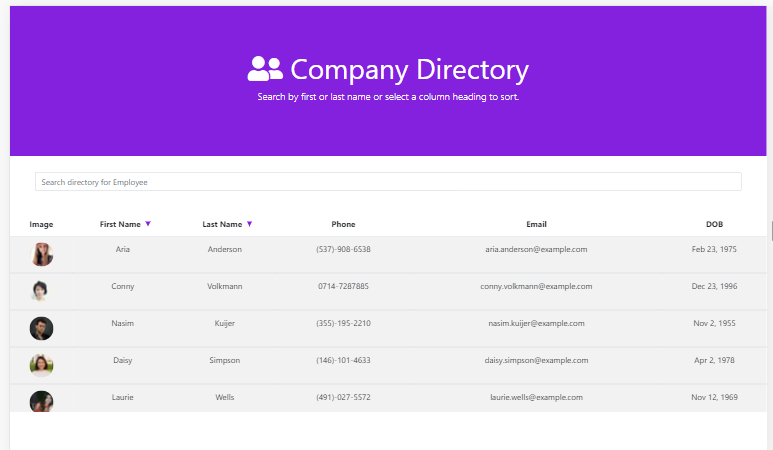 Company Directory
Search by first or last name or select a column heading to sort.
Search directory for Employee
Image First Name ▼ Last Name ▼ Phone Email DOB
Aria Anderson (537)-908-6538 aria.anderson@example.com Feb 23, 1975
Conny Volkmann 0714-7287885 conny.volkmann@example.com Dec 23, 1996
Nasim Kuijer (355)-195-2210 nasim.kuijer@example.com Nov 2, 1955
Daisy Simpson (146)-101-4633 daisy.simpson@example.com Apr 2, 1978
Laurie Wells (491)-027-5572 laurie.wells@example.com Nov 12, 1969